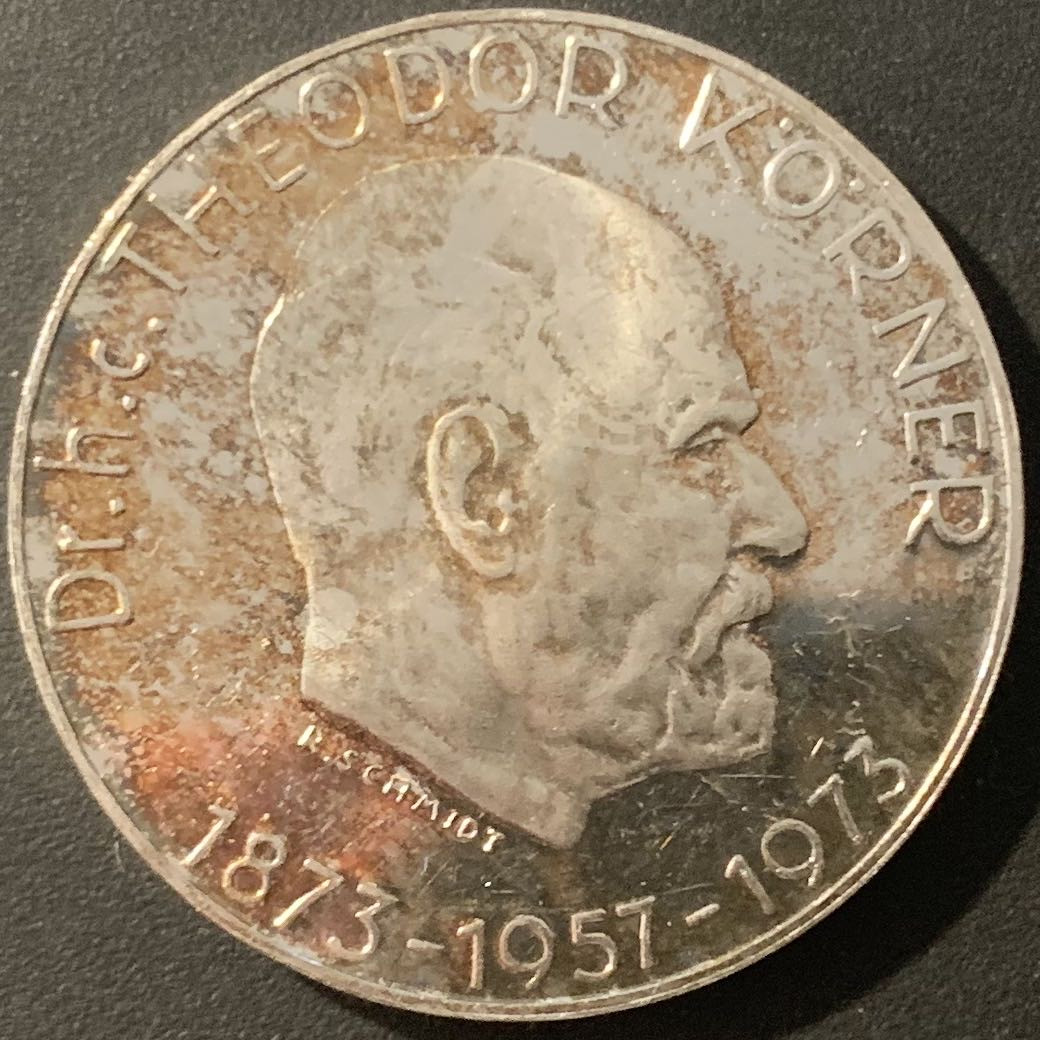 Dr.h.c.THEODOR KÖRNER
R.SCHMIDT
1873-1957-1973